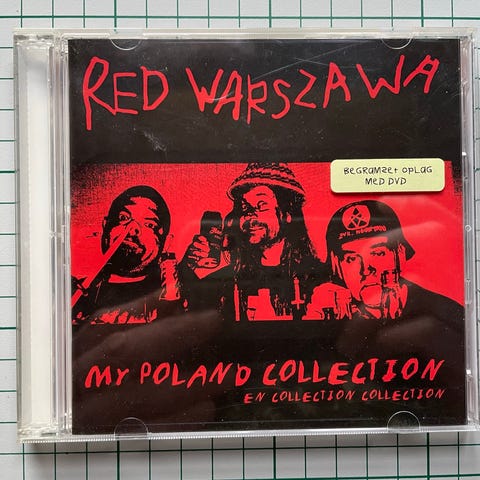 RED WARSZAWA
BEGRÆNSET OPLAG
MED DVD
MY POLAND COLLECTION
EN COLLECTION COLLECTION